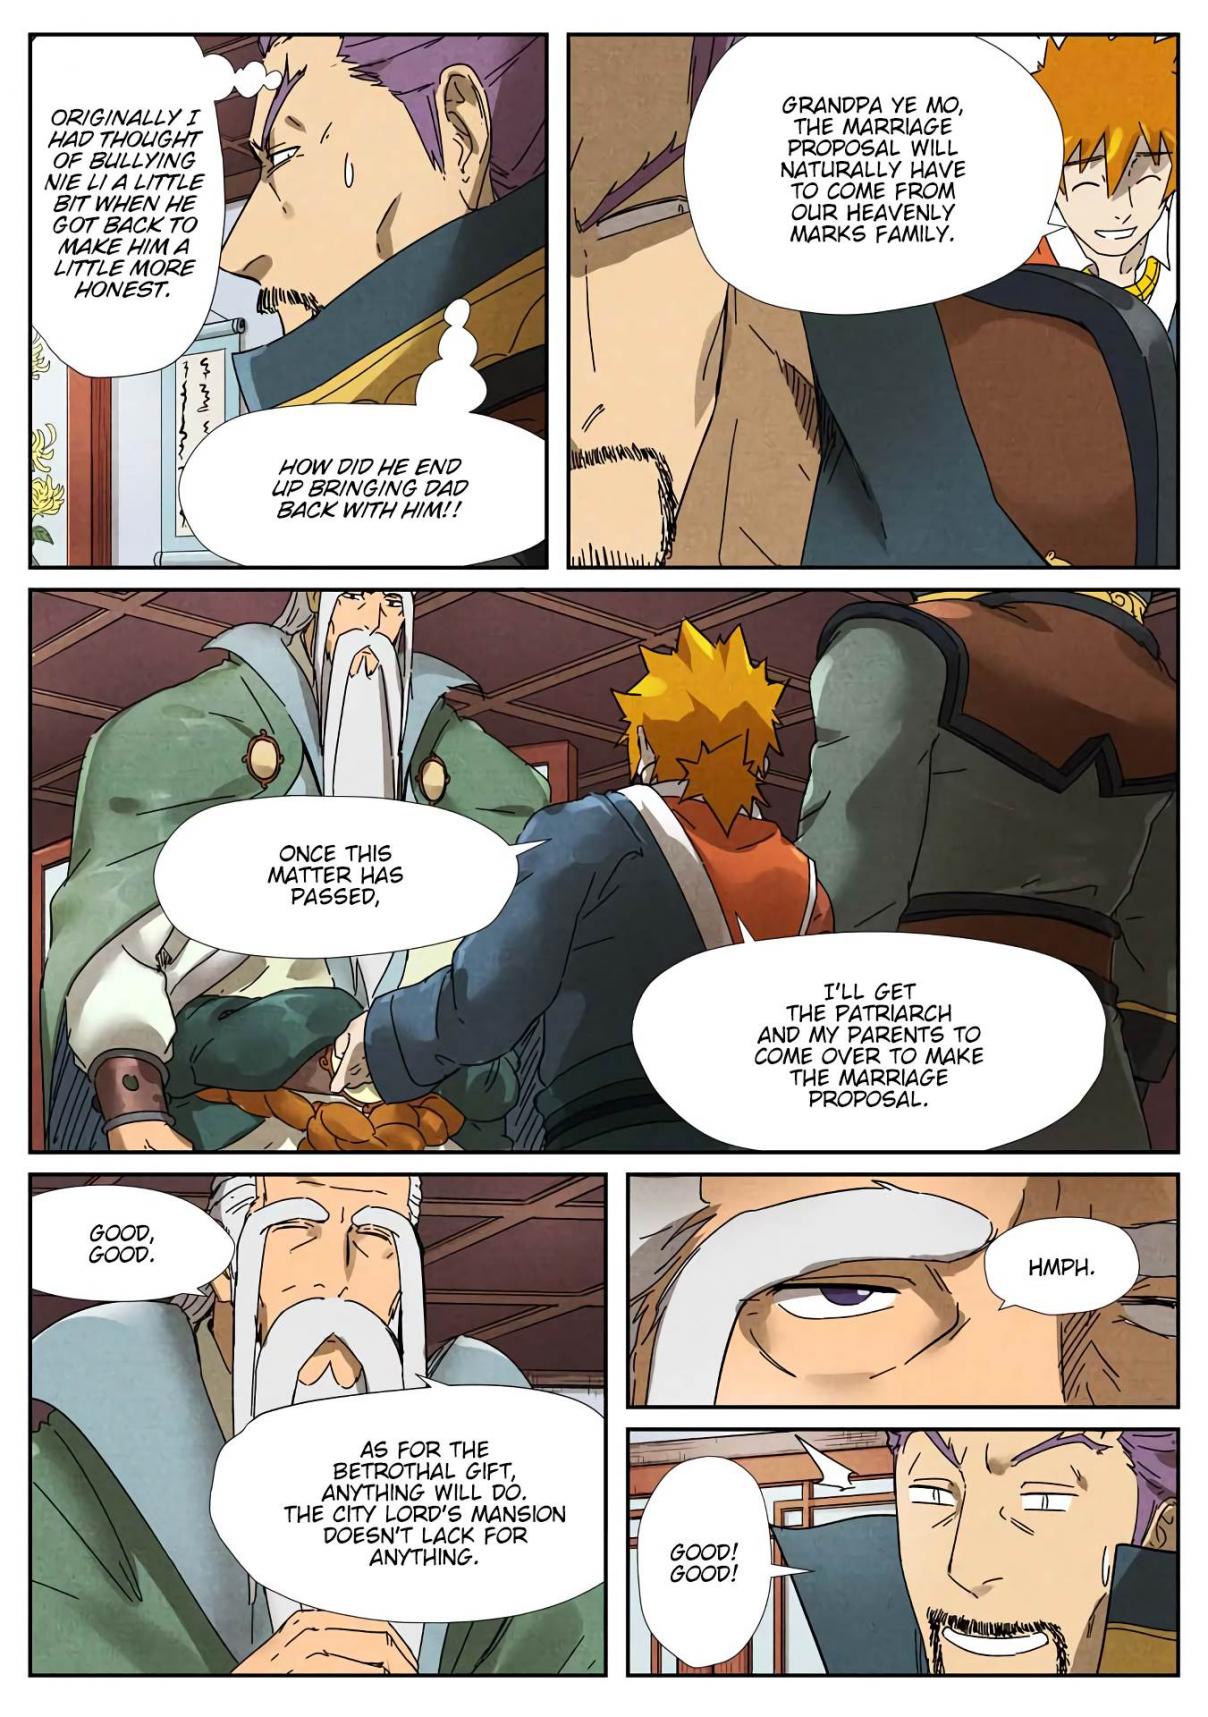 ORIGINALLY I
HAD THOUGHT
OF BULLYING
NIE LI A LITTLE
BIT WHEN HE
GOT BACK TO
MAKE HIM A
LITTLE MORE
HONEST.
HOW DID HE END
UP BRINGING DAD
BACK WITH HIM!!
GRANDPA YE MO,
THE MARRIAGE
PROPOSAL WILL
NATURALLY HAVE
TO COME FROM
OUR HEAVENLY
MARKS FAMILY.
ONCE THIS
MATTER HAS
PASSED,
I'LL GET
THE PATRIARCH
AND MY PARENTS TO
COME OVER TO MAKE
THE MARRIAGE
PROPOSAL.
GOOD,
GOOD.
AS FOR THE
BETROTHAL GIFT,
ANYTHING WILL DO.
THE CITY LORD'S MANSION
DOESN'T LACK FOR
ANYTHING.
HMPH.
GOOD!
GOOD!